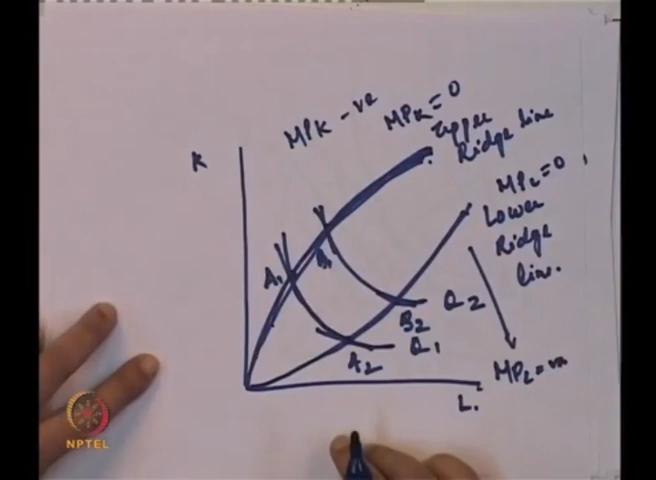 MPK -ve
MPK = 0
Upper
Ridge line
K
MPL = 0
Lower
Ridge
line.
A1
B1
Q2
B2
Q1
A2
MPL = -ve
L.
NPTEL